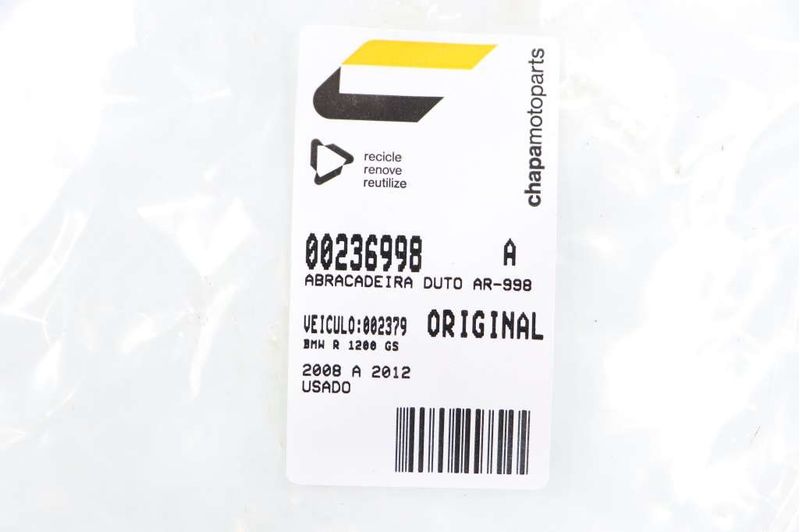 chapamotoparts
recicle
renove
reutilize
00236998 A
ABRACADEIRA DUTO AR-998
VEICULO:002379 ORIGINAL
BMW R 1200 GS
2008 A 2012
USADO